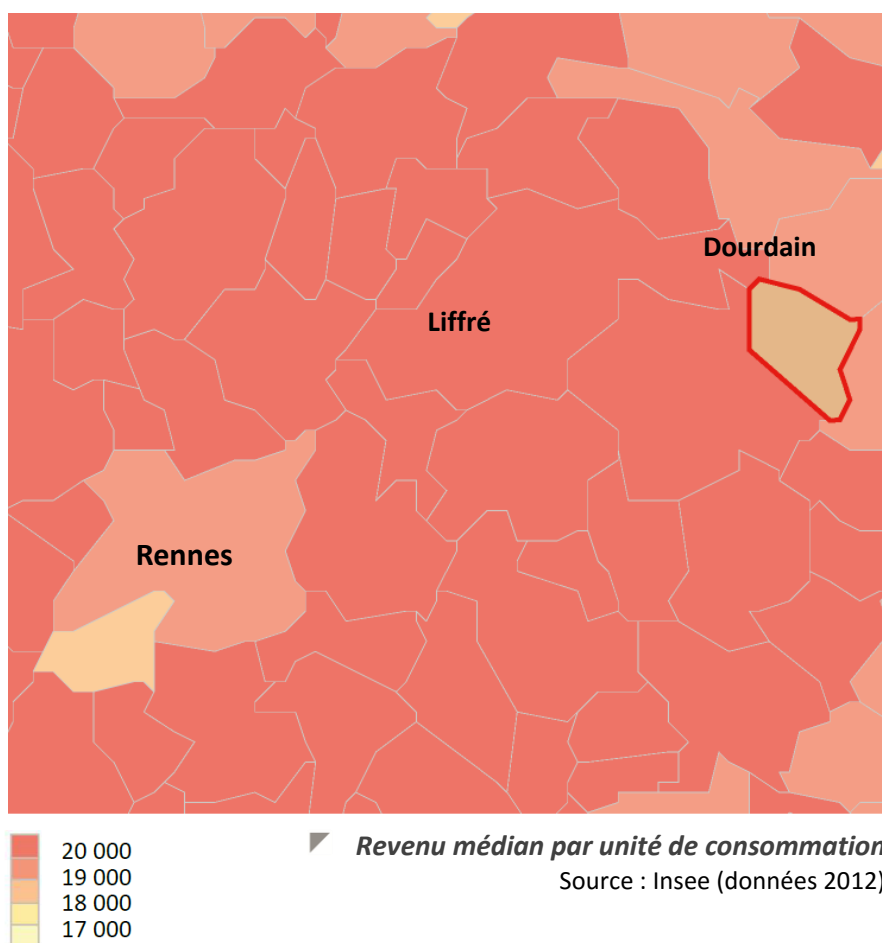 Dourdain
Liffré
Rennes
20 000
19 000
18 000
17 000
Revenu médian par unité de consommation
Source : Insee (données 2012)